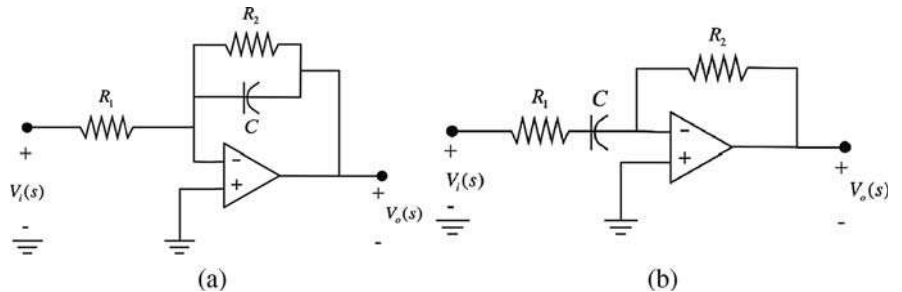 R₂
C
R₁
−
+
+
Vᵢ(s)
-
+
Vₒ(s)
-
(a)
R₂
R₁
C
−
+
+
Vᵢ(s)
-
+
Vₒ(s)
-
(b)